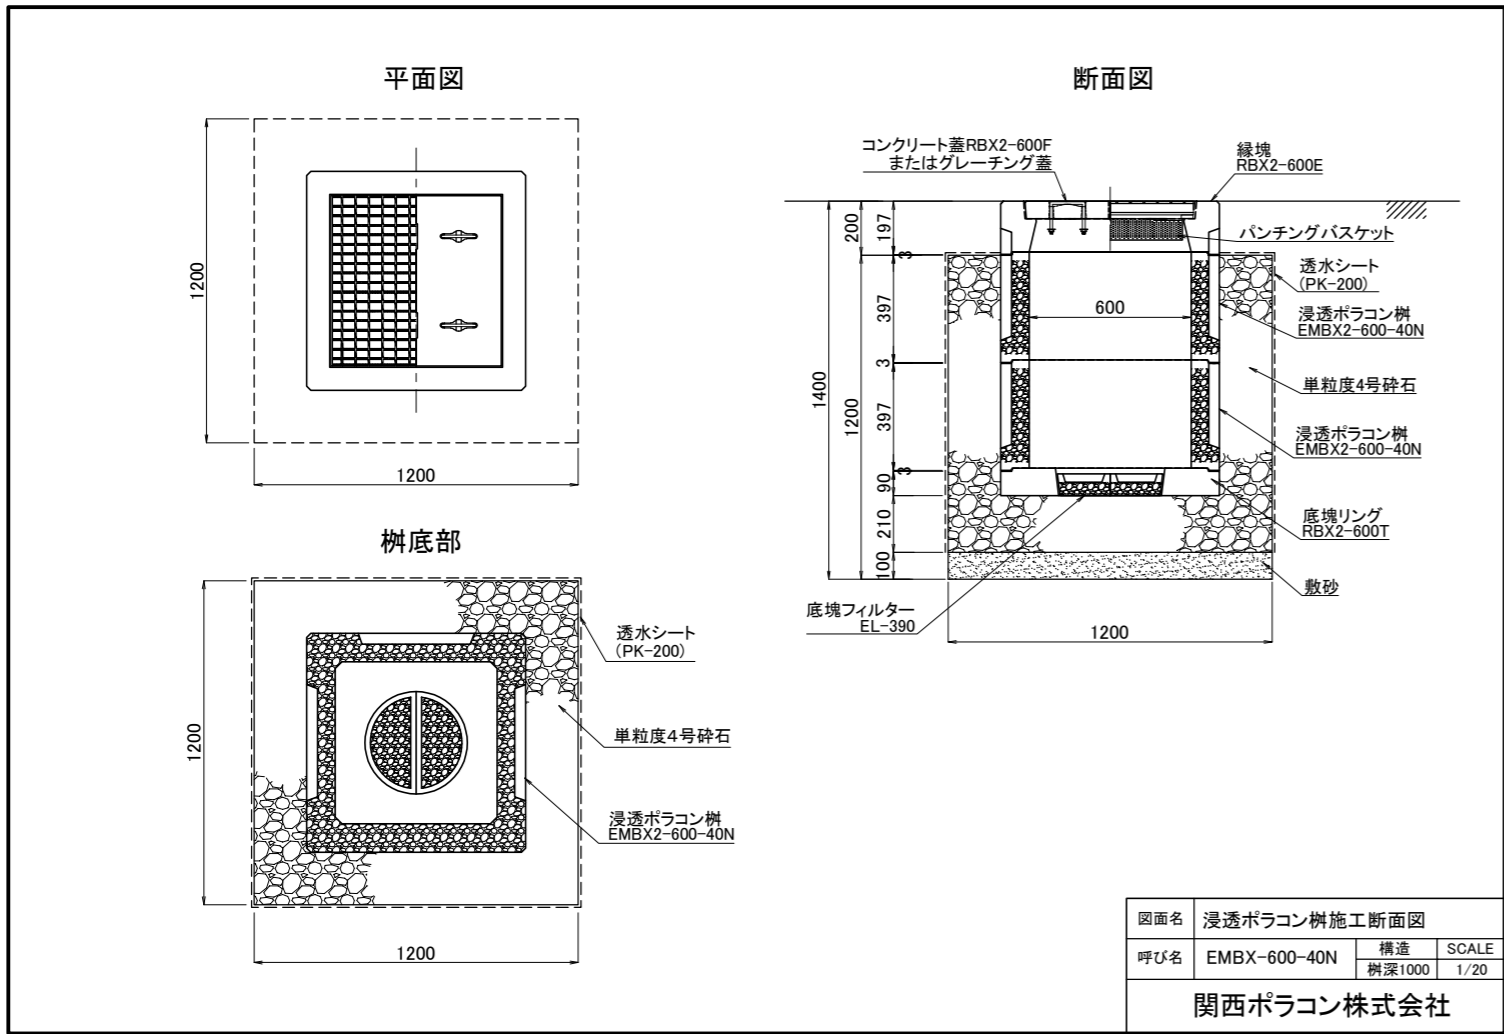 平面図
1200
1200
桝底部
透水シート
(PK-200)
単粒度4号砕石
浸透ポラコン桝
EMBX2-600-40N
1200
1200
断面図
コンクリート蓋RBX2-600F
またはグレーチング蓋
縁塊
RBX2-600E
パンチングバスケット
透水シート
(PK-200)
浸透ポラコン桝
EMBX2-600-40N
単粒度4号砕石
浸透ポラコン桝
EMBX2-600-40N
底塊リング
RBX2-600T
敷砂
底塊フィルター
EL-390
600
1400
200
1200
197
3
397
3
397
3
90
210
100
1200
図面名 浸透ポラコン桝施工断面図
呼び名 EMBX-600-40N 構造 SCALE
桝深1000 1/20
関西ポラコン株式会社